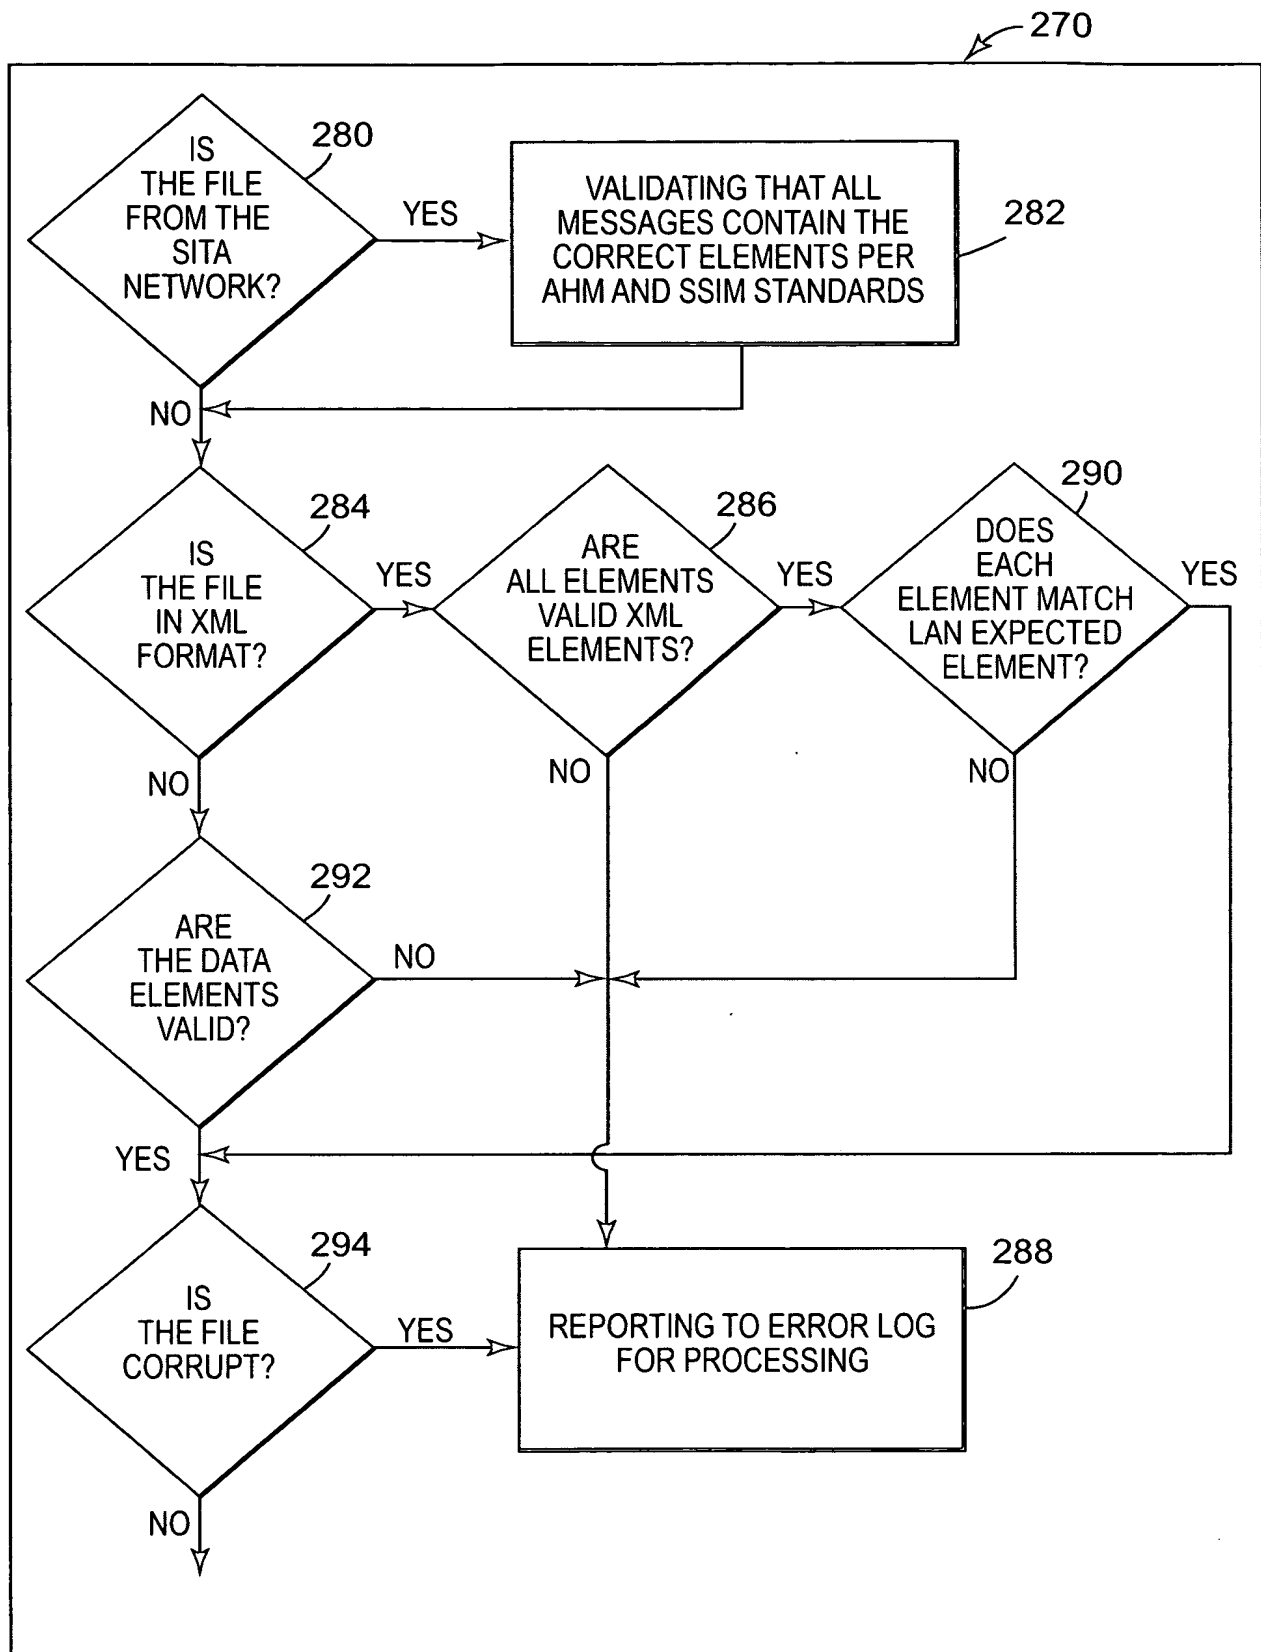 270
280
IS
THE FILE
FROM THE
SITA
NETWORK?
YES
VALIDATING THAT ALL
MESSAGES CONTAIN THE
CORRECT ELEMENTS PER
AHM AND SSIM STANDARDS
282
NO
284
IS
THE FILE
IN XML
FORMAT?
YES
286
ARE
ALL ELEMENTS
VALID XML
ELEMENTS?
YES
290
DOES
EACH
ELEMENT MATCH
LAN EXPECTED
ELEMENT?
YES
NO
NO
NO
292
ARE
THE DATA
ELEMENTS
VALID?
NO
YES
294
IS
THE FILE
CORRUPT?
YES
288
REPORTING TO ERROR LOG
FOR PROCESSING
NO